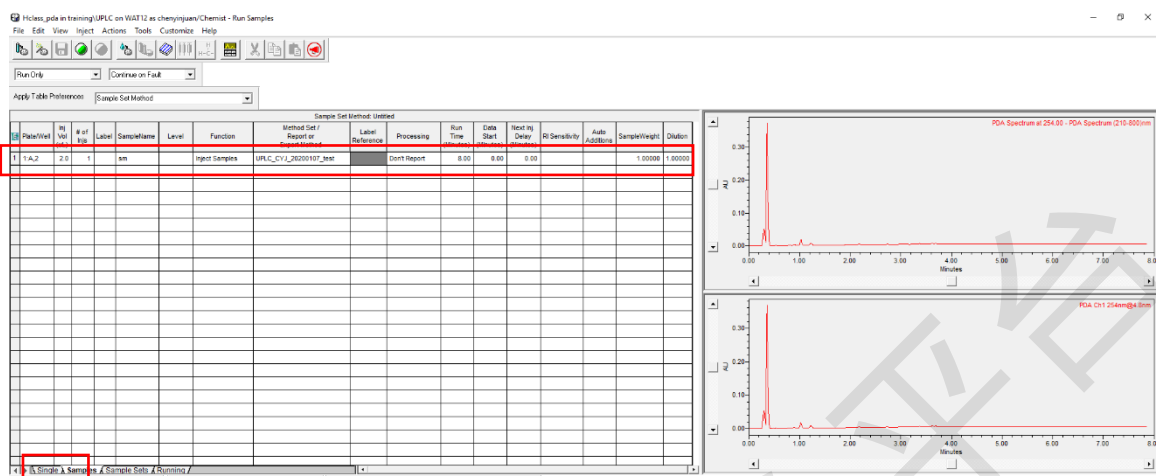 Hclass_pda in training\UPLC on WAT12 as chenyinjuan/Chemist - Run Samples
File Edit View Inject Actions Tools Customize Help
Run Only Continue on Fault
Apply Table Preferences Sample Set Method
Sample Set Method: Untitled
Plate/Well Inj Vol (uL) # of Injs Label SampleName Level Function Method Set / Report or Export Method Label Reference Processing Run Time (Minutes) Data Start (Minutes) Next Inj Delay (Minutes) RI Sensitivity Auto Additions SampleWeight Dilution
1 1:A,2 2.0 1 sm Inject Samples UPLC_CYJ_20200107_test Don't Report 8.00 0.00 0.00 1.00000 1.00000
Single Samples Sample Sets Running
PDA Spectrum at 254.00 - PDA Spectrum (210-800)nm
AU
0.30
0.20
0.10
0.00
0.00 1.00 2.00 3.00 4.00 5.00 6.00 7.00 8.0
Minutes
PDA Ch1 254nm@4.8nm
AU
0.30
0.20
0.10
0.00
0.00 1.00 2.00 3.00 4.00 5.00 6.00 7.00 8.0
Minutes
平台